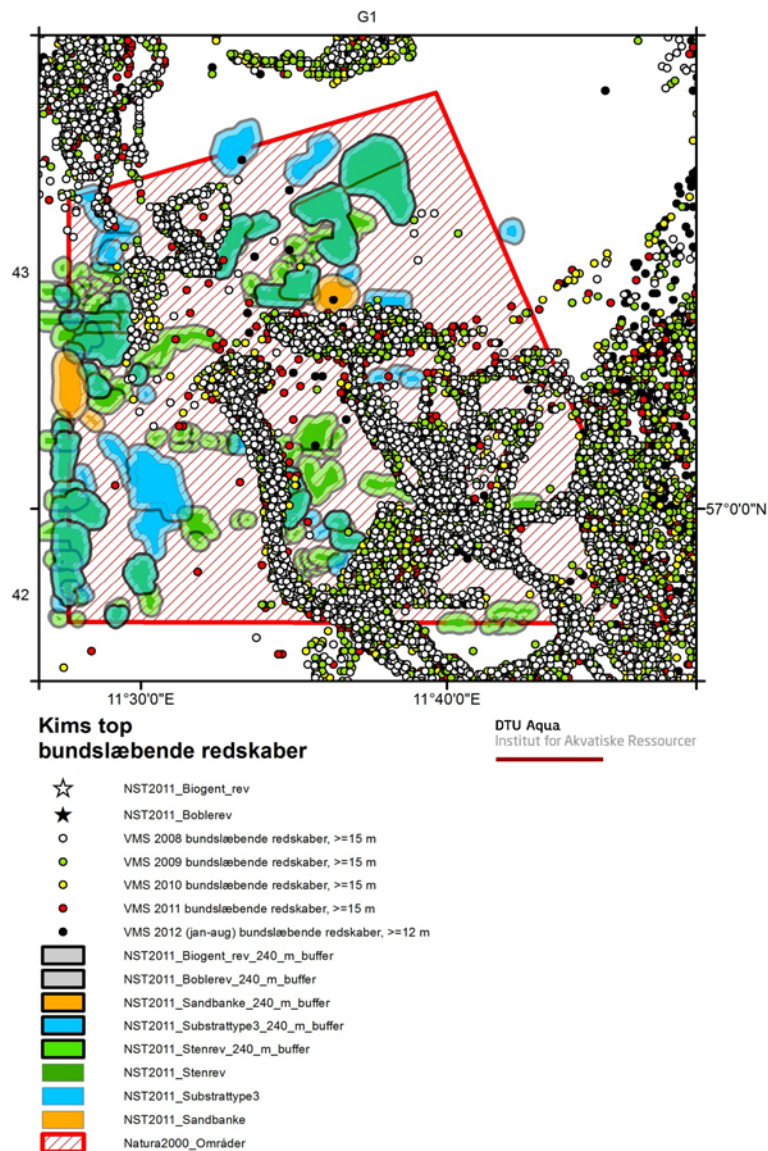 G1
43
57°0'0"N
42
11°30'0"E
11°40'0"E
Kims top
bundslæbende redskaber
DTU Aqua
Institut for Akvatiske Ressourcer
NST2011_Biogent_rev
NST2011_Boblerev
VMS 2008 bundslæbende redskaber, >=15 m
VMS 2009 bundslæbende redskaber, >=15 m
VMS 2010 bundslæbende redskaber, >=15 m
VMS 2011 bundslæbende redskaber, >=15 m
VMS 2012 (jan-aug) bundslæbende redskaber, >=12 m
NST2011_Biogent_rev_240_m_buffer
NST2011_Boblerev_240_m_buffer
NST2011_Sandbanke_240_m_buffer
NST2011_Substrattype3_240_m_buffer
NST2011_Stenrev_240_m_buffer
NST2011_Stenrev
NST2011_Substrattype3
NST2011_Sandbanke
Natura2000_Områder